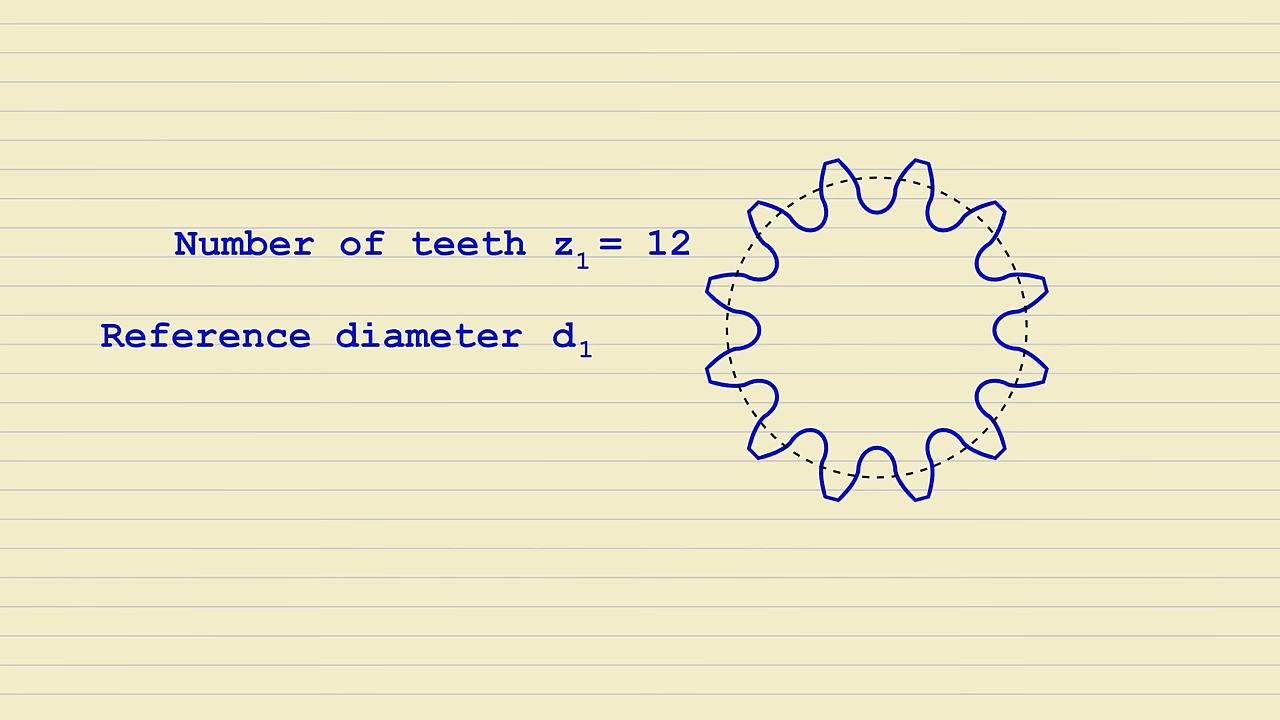 Number of teeth z₁ = 12
Reference diameter d₁